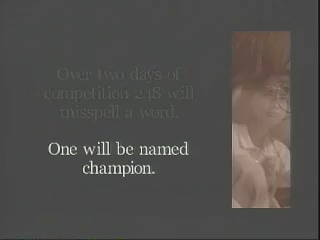 Over two days of
competition 248 will
misspell a word.
One will be named
champion.